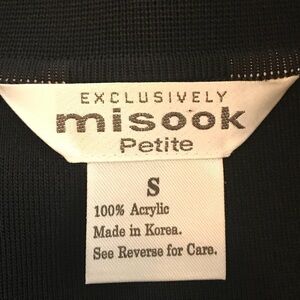 EXCLUSIVELY
misook
Petite
S
100% Acrylic
Made in Korea.
See Reverse for Care.